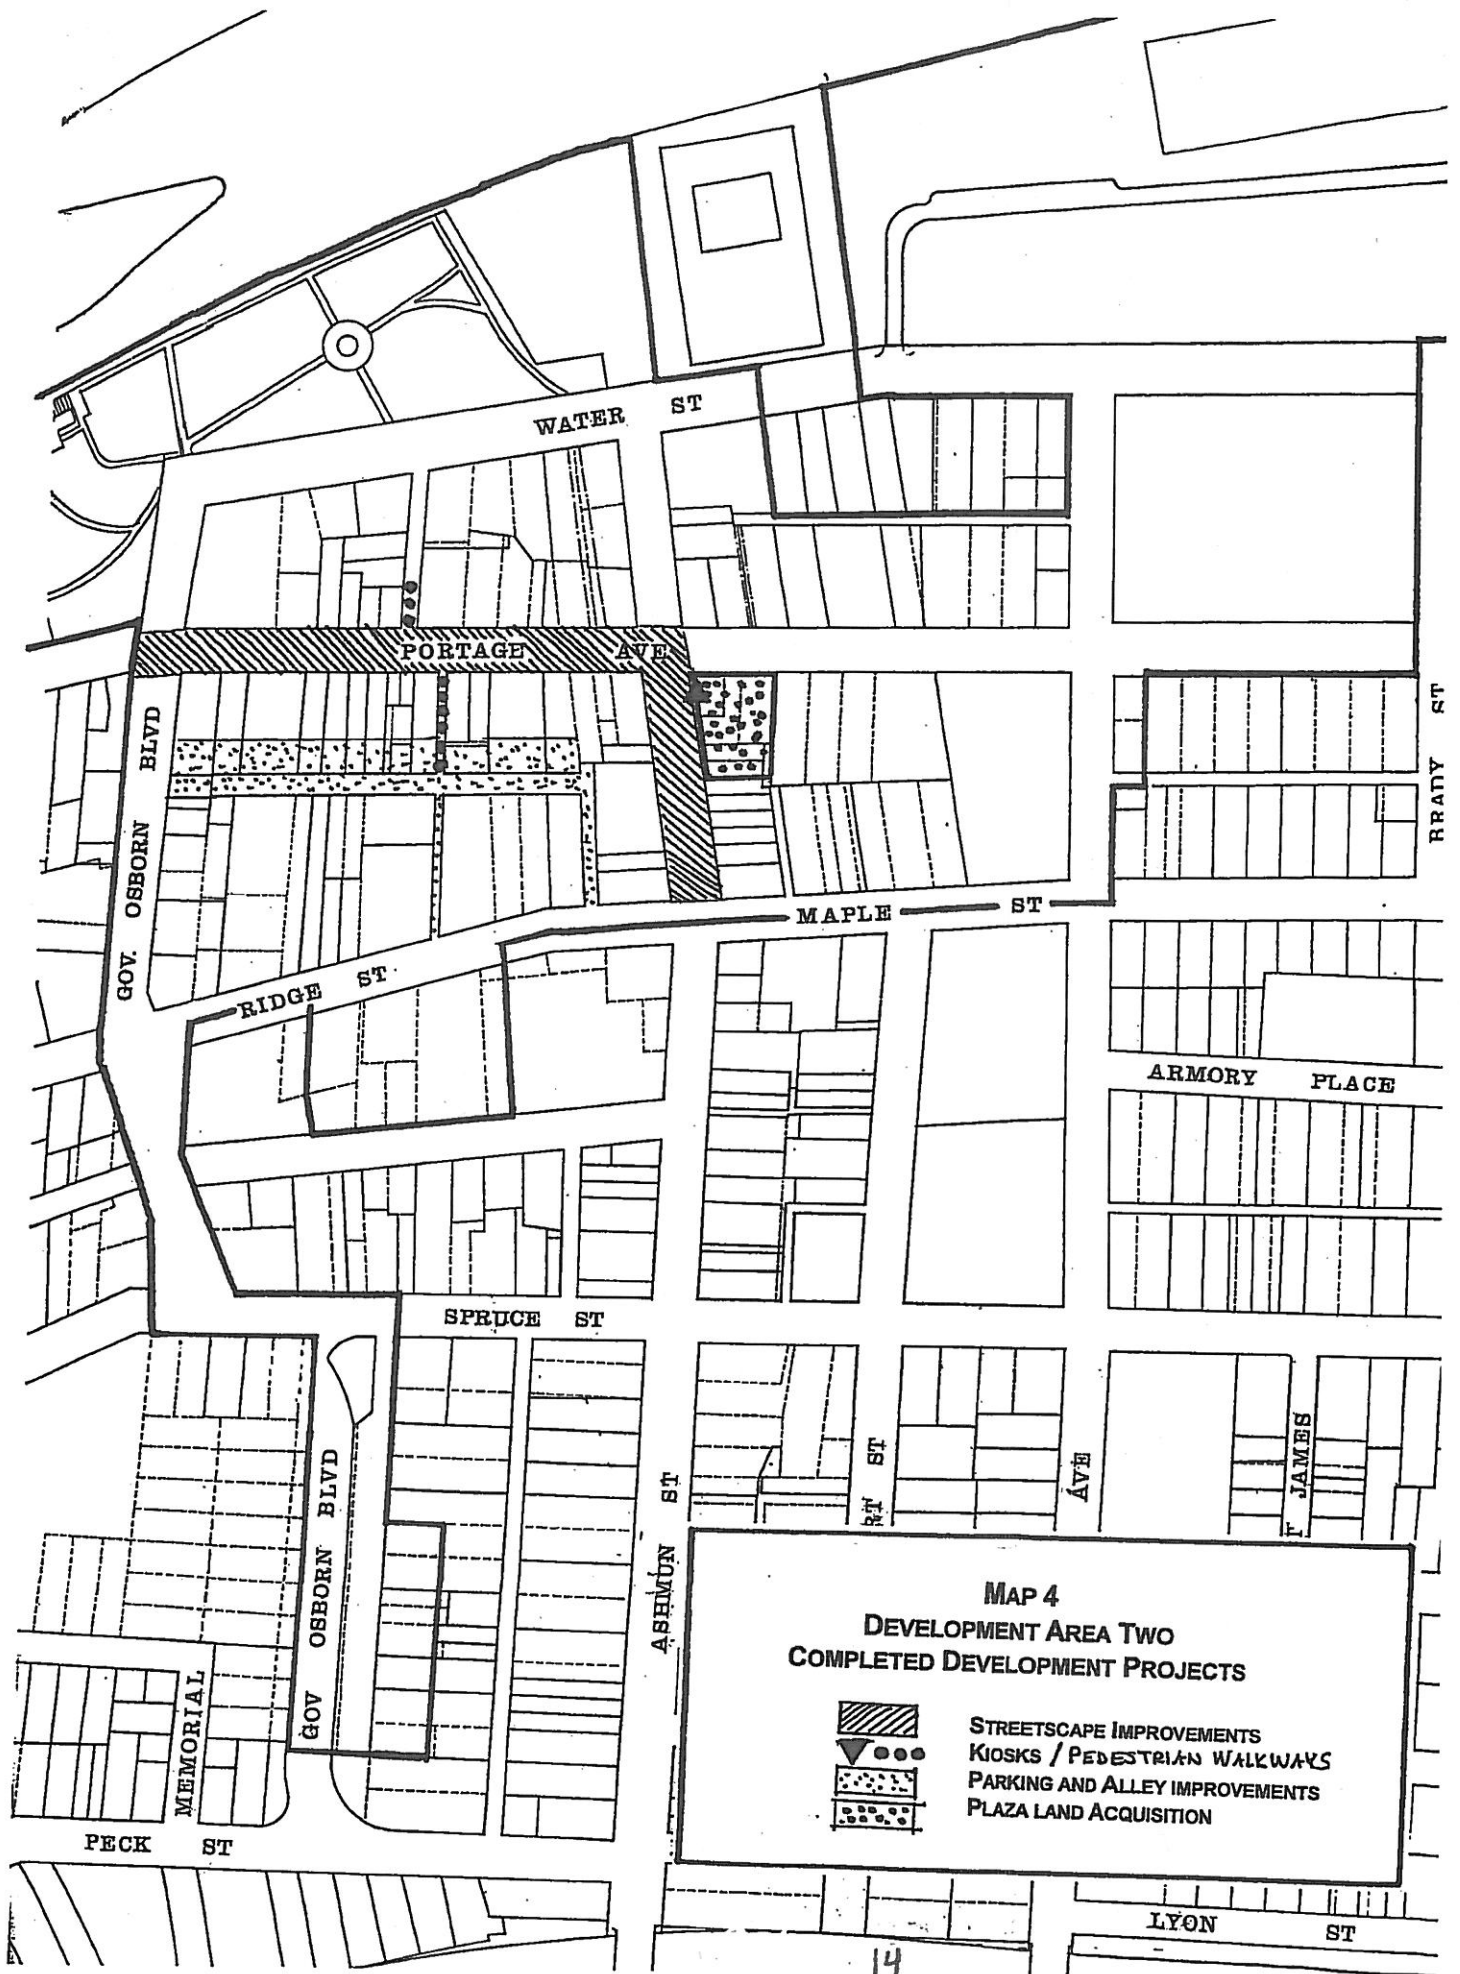 WATER ST
PORTAGE AVE
GOV. OSBORN BLVD
BRADY ST
MAPLE ST
RIDGE ST
ARMORY PLACE
SPRUCE ST
GOV OSBORN BLVD
ASHMUN ST
RT ST
AVE
T JAMES
MEMORIAL
PECK ST
LYON ST
MAP 4
DEVELOPMENT AREA TWO
COMPLETED DEVELOPMENT PROJECTS
STREETSCAPE IMPROVEMENTS
KIOSKS / PEDESTRIAN WALKWAYS
PARKING AND ALLEY IMPROVEMENTS
PLAZA LAND ACQUISITION
14